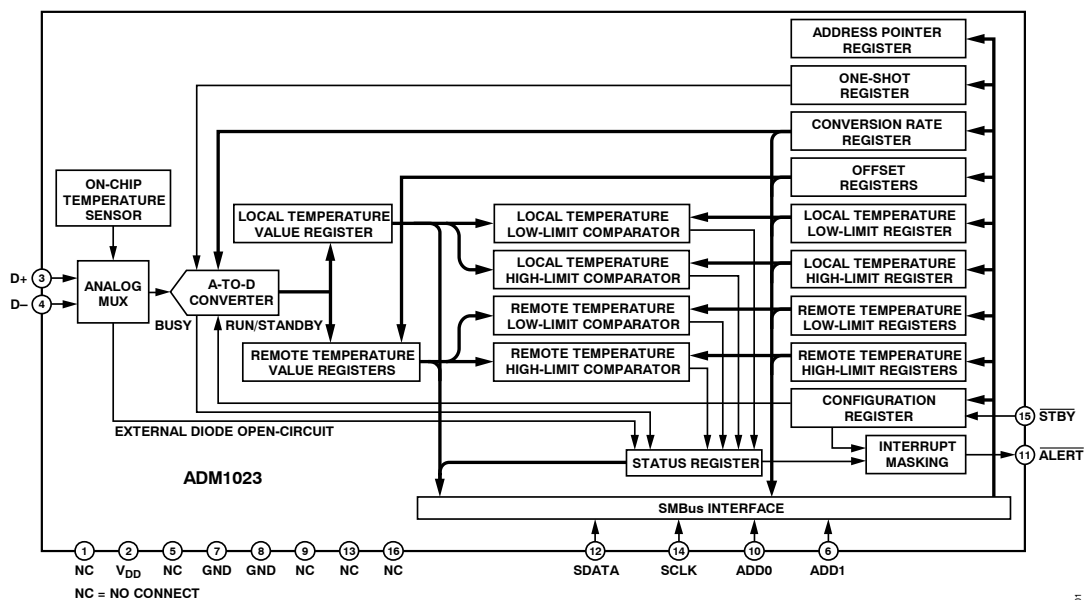 ADDRESS POINTER
REGISTER
ONE-SHOT
REGISTER
CONVERSION RATE
REGISTER
OFFSET
REGISTERS
ON-CHIP
TEMPERATURE
SENSOR
LOCAL TEMPERATURE
VALUE REGISTER
LOCAL TEMPERATURE
LOW-LIMIT COMPARATOR
LOCAL TEMPERATURE
LOW-LIMIT REGISTER
D+ 3
D– 4
ANALOG
MUX
A-TO-D
CONVERTER
LOCAL TEMPERATURE
HIGH-LIMIT COMPARATOR
LOCAL TEMPERATURE
HIGH-LIMIT REGISTER
BUSY
RUN/STANDBY
REMOTE TEMPERATURE
LOW-LIMIT COMPARATOR
REMOTE TEMPERATURE
LOW-LIMIT REGISTERS
REMOTE TEMPERATURE
VALUE REGISTERS
REMOTE TEMPERATURE
HIGH-LIMIT COMPARATOR
REMOTE TEMPERATURE
HIGH-LIMIT REGISTERS
CONFIGURATION
REGISTER
15 STBY
EXTERNAL DIODE OPEN-CIRCUIT
STATUS REGISTER
INTERRUPT
MASKING
11 ALERT
ADM1023
SMBus INTERFACE
1 2 5 7 8 9 13 16 12 14 10 6
NC VDD NC GND GND NC NC NC SDATA SCLK ADD0 ADD1
NC = NO CONNECT